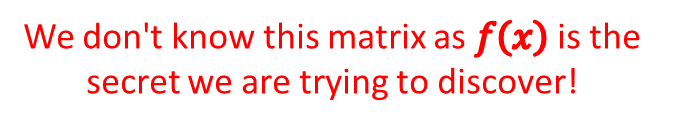 We don't know this matrix as f(x) is the
secret we are trying to discover!